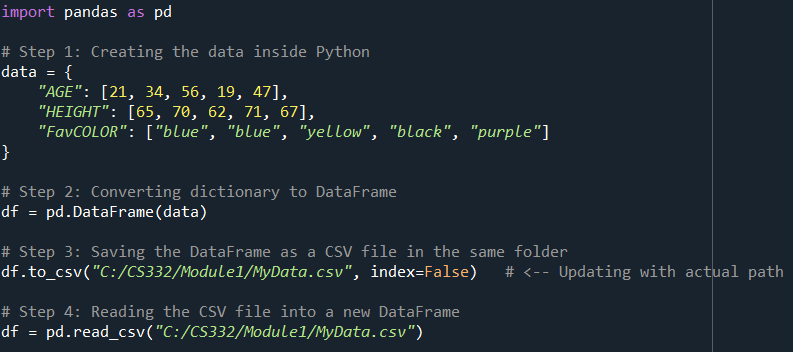 import pandas as pd
# Step 1: Creating the data inside Python
data = {
    "AGE": [21, 34, 56, 19, 47],
    "HEIGHT": [65, 70, 62, 71, 67],
    "FavCOLOR": ["blue", "blue", "yellow", "black", "purple"]
}
# Step 2: Converting dictionary to DataFrame
df = pd.DataFrame(data)
# Step 3: Saving the DataFrame as a CSV file in the same folder
df.to_csv("C:/CS332/Module1/MyData.csv", index=False)   # <-- Updating with actual path
# Step 4: Reading the CSV file into a new DataFrame
df = pd.read_csv("C:/CS332/Module1/MyData.csv")